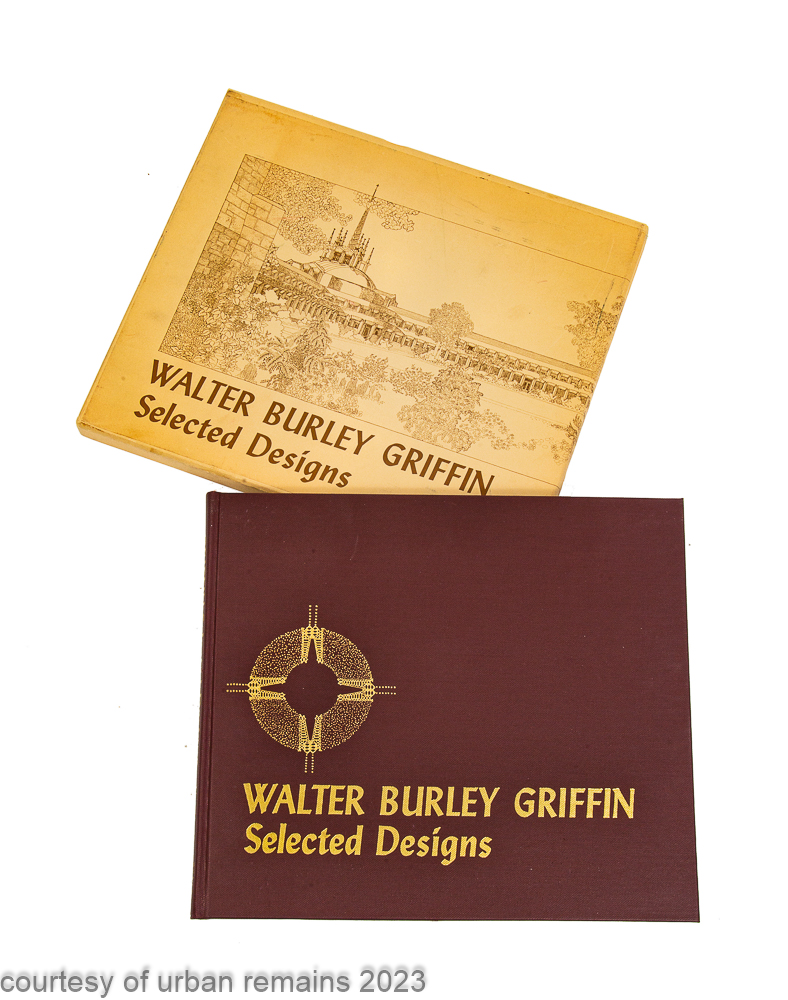 WALTER BURLEY GRIFFIN
Selected Designs
WALTER BURLEY GRIFFIN
Selected Designs
courtesy of urban remains 2023